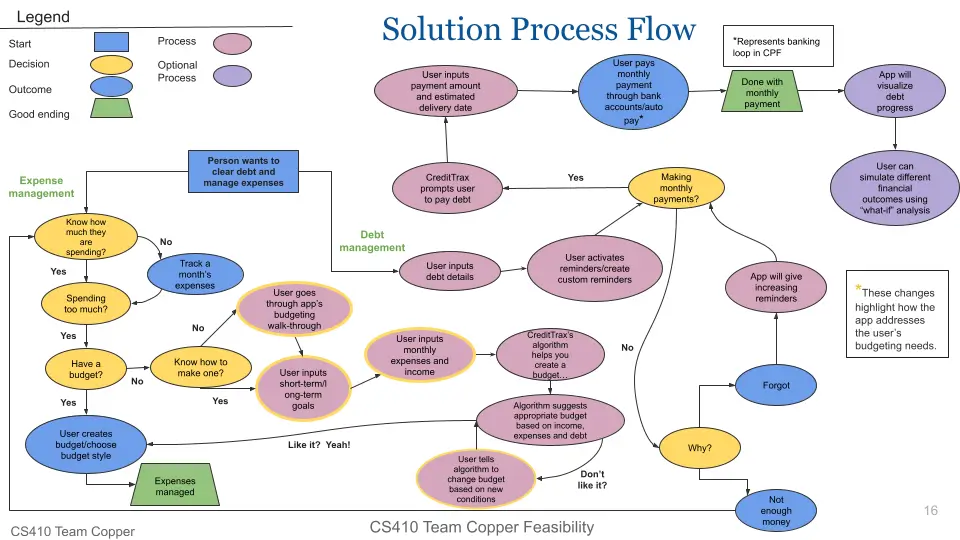 Legend
Start
Decision
Outcome
Good ending
Process
Optional
Process
Solution Process Flow
*Represents banking
loop in CPF
User inputs
payment amount
and estimated
delivery date
User pays
monthly
payment
through bank
accounts/auto
pay*
Done with
monthly
payment
App will
visualize
debt
progress
User can
simulate different
financial
outcomes using
"what-if" analysis
Person wants to
clear debt and
manage expenses
Expense
management
Debt
management
CreditTrax
prompts user
to pay debt
Yes
Making
monthly
payments?
Know how
much they
are
spending?
No
Track a
month's
expenses
Yes
Spending
too much?
Yes
Have a
budget?
No
Know how to
make one?
No
User goes
through app's
budgeting
walk-through
Yes
User inputs
short-term/l
ong-term
goals
User inputs
monthly
expenses and
income
CreditTrax's
algorithm
helps you
create a
budget…
Algorithm suggests
appropriate budget
based on income,
expenses and debt
User tells
algorithm to
change budget
based on new
conditions
Don't
like it?
Like it?  Yeah!
Yes
User creates
budget/choose
budget style
Expenses
managed
User inputs
debt details
User activates
reminders/create
custom reminders
No
App will give
increasing
reminders
Forgot
Why?
Not
enough
money
*These changes
highlight how the
app addresses
the user's
budgeting needs.
CS410 Team Copper
CS410 Team Copper Feasibility
16